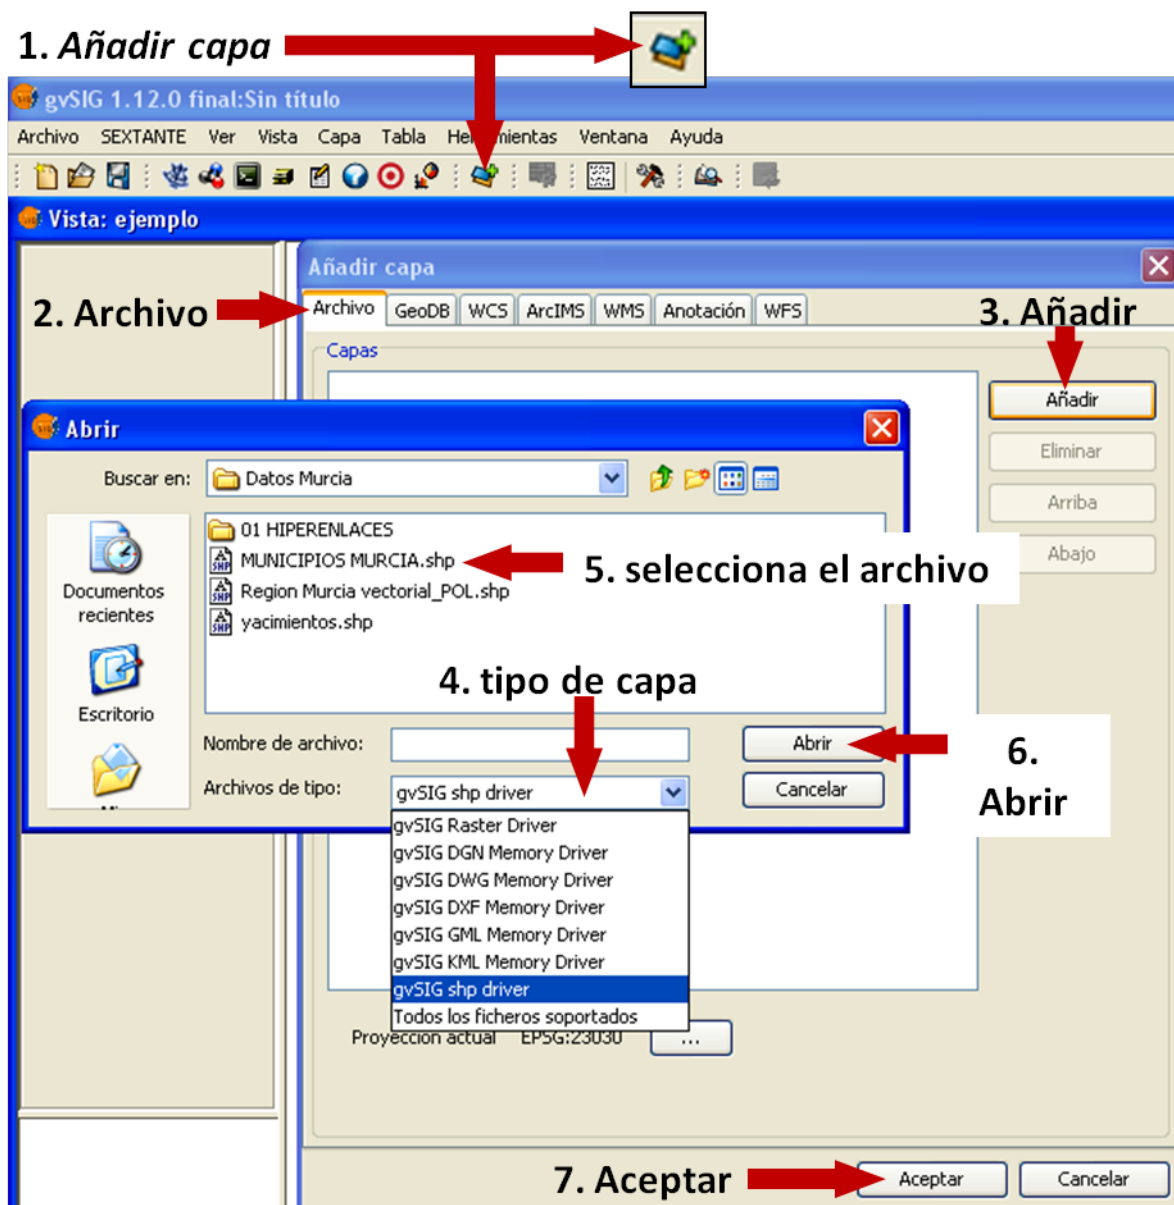 1. Añadir capa
gvSIG 1.12.0 final:Sin título
Archivo SEXTANTE Ver Vista Capa Tabla Ventana Ayuda
Vista: ejemplo
Añadir capa
2. Archivo
Archivo GeoDB WCS ArcIMS WMS Anotación WFS
3. Añadir
Capas
Añadir
Abrir
Eliminar
Buscar en: Datos Murcia
Arriba
01 HIPERENLACES
MUNICIPIOS MURCIA.shp
5. selecciona el archivo
Abajo
Region Murcia vectorial_POL.shp
yacimientos.shp
Documentos
recientes
4. tipo de capa
Escritorio
Nombre de archivo:
Abrir
6.
Abrir
Archivos de tipo: gvSIG shp driver
Cancelar
gvSIG Raster Driver
gvSIG DGN Memory Driver
gvSIG DWG Memory Driver
gvSIG DXF Memory Driver
gvSIG GML Memory Driver
gvSIG KML Memory Driver
gvSIG shp driver
Todos los ficheros soportados
Proyección actual EPSG:23030 ...
7. Aceptar
Aceptar Cancelar